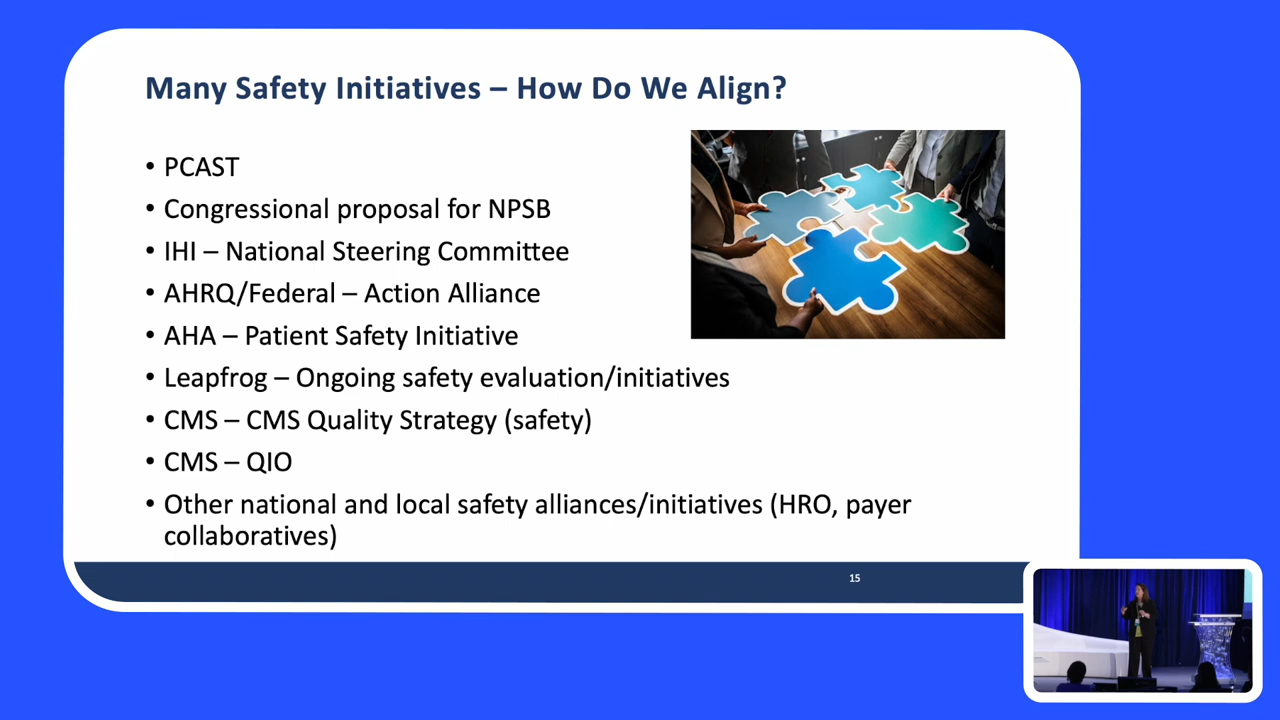 Many Safety Initiatives – How Do We Align?
• PCAST
• Congressional proposal for NPSB
• IHI – National Steering Committee
• AHRQ/Federal – Action Alliance
• AHA – Patient Safety Initiative
• Leapfrog – Ongoing safety evaluation/initiatives
• CMS – CMS Quality Strategy (safety)
• CMS – QIO
• Other national and local safety alliances/initiatives (HRO, payer
collaboratives)
15